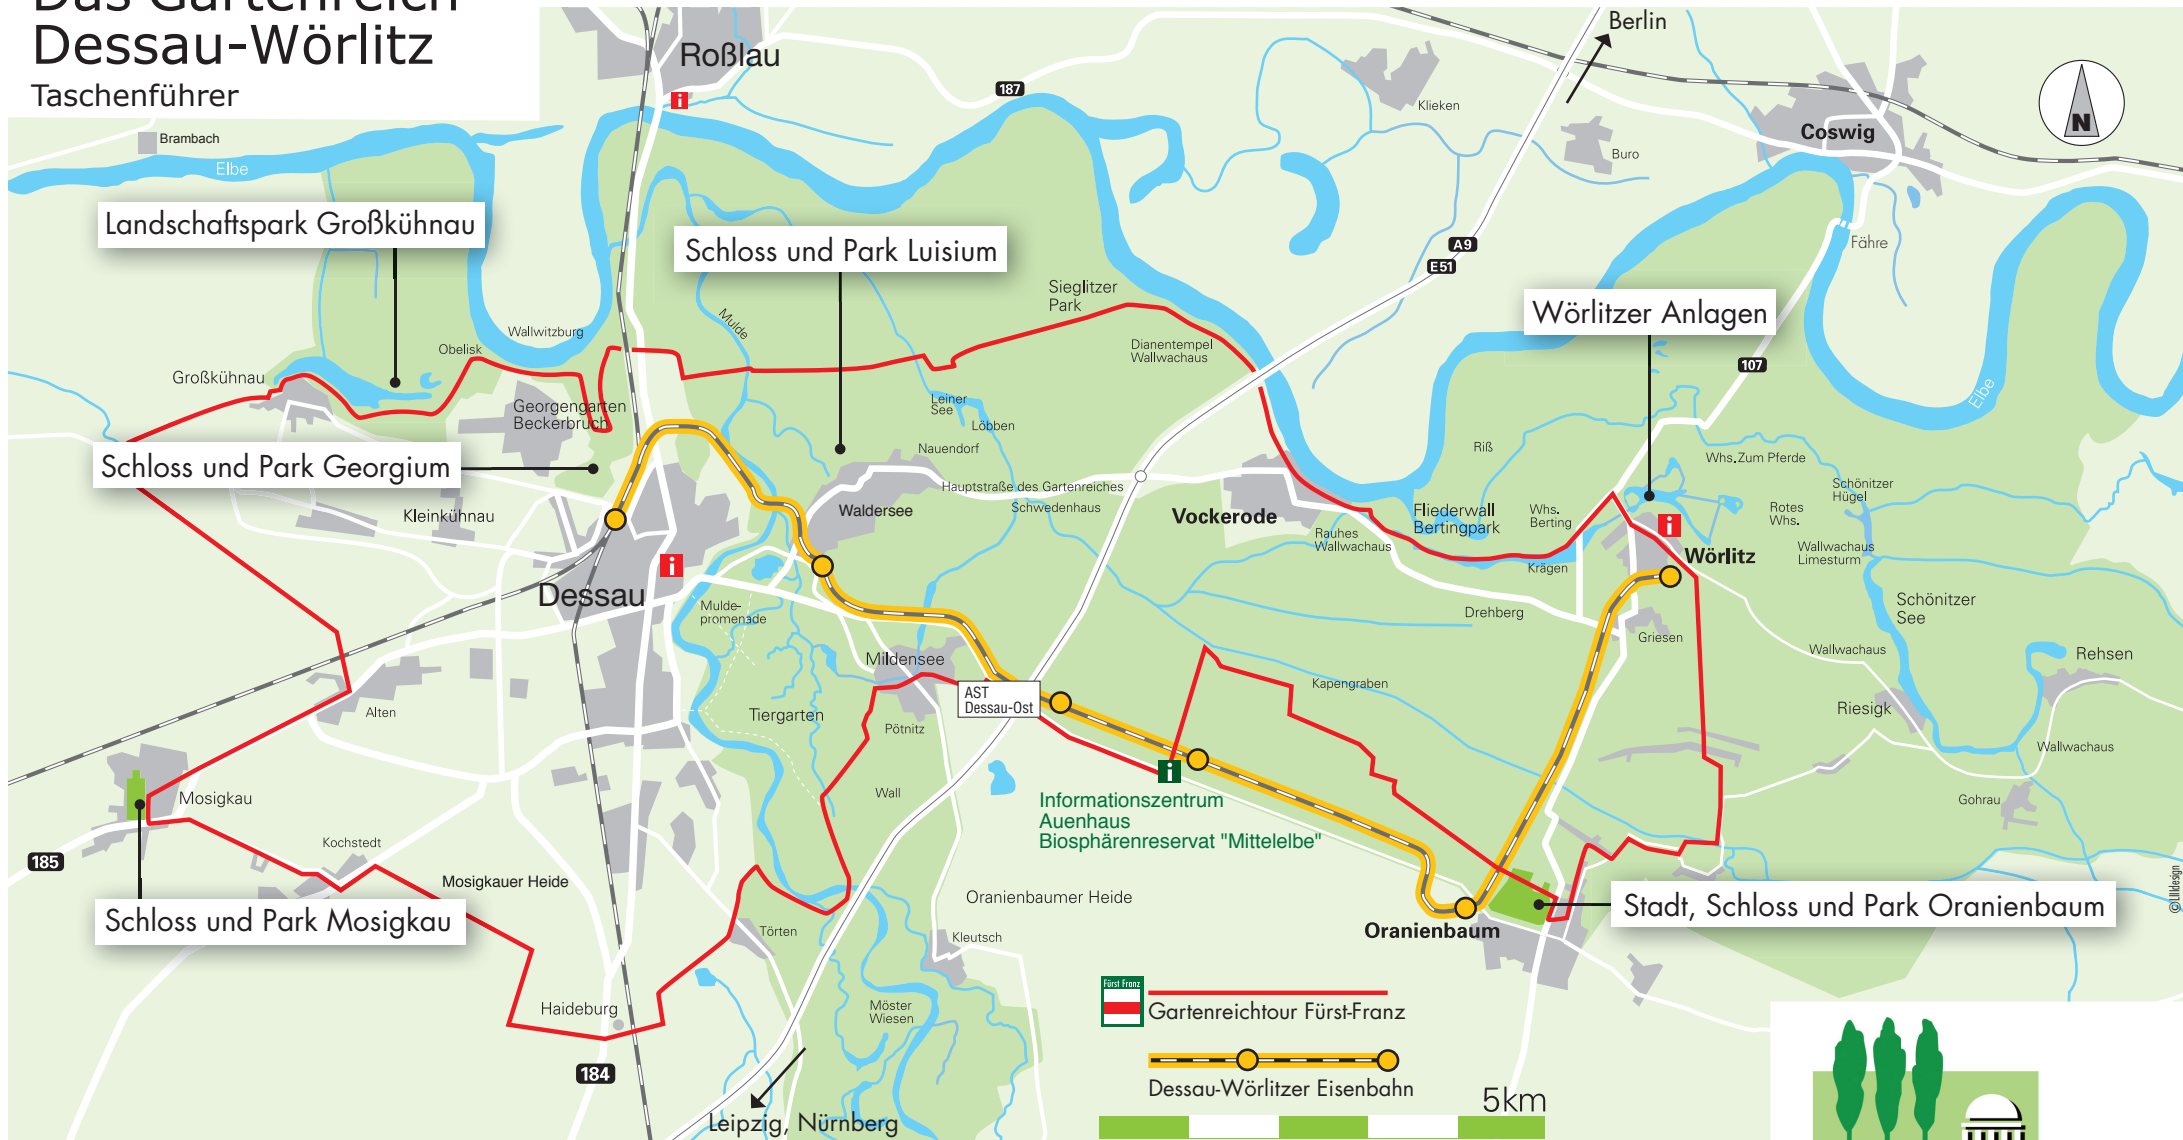 Das Gartenreich
Dessau-Wörlitz
Taschenführer
Roßlau
Berlin
187
Klieken
Coswig
N
Brambach
Buro
Elbe
Landschaftspark Großkühnau
Schloss und Park Luisium
A9
E51
Fähre
Sieglitzer
Park
Wörlitzer Anlagen
Wallwitzburg
Mulde
Obelisk
Dianentempel
Wallwachaus
107
Großkühnau
Elbe
Georgengarten
Beckerbruch
Leiner
See
Löbben
Nauendorf
Riß
Whs. Zum Pferde
Schloss und Park Georgium
Hauptstraße des Gartenreiches
Schwedenhaus
Schönitzer
Hügel
Kleinkühnau
Waldersee
Vockerode
Fliederwall
Bertingpark
Whs.
Berting
Rotes
Whs.
Rauhes
Wallwachaus
Wörlitz
Wallwachaus
Limesturm
Krägen
Dessau
Mulde-
promenade
Drehberg
Schönitzer
See
Griesen
Mildensee
Wallwachaus
Rehsen
AST
Dessau-Ost
Kapengraben
Alten
Tiergarten
Pötnitz
Riesigk
Wallwachaus
Mosigkau
Wall
Gohrau
Informationszentrum
Auenhaus
Biosphärenreservat "Mittelelbe"
Kochstedt
185
Mosigkauer Heide
Oranienbaumer Heide
Schloss und Park Mosigkau
Stadt, Schloss und Park Oranienbaum
Törten
Kleutsch
Oranienbaum
Haideburg
Möster
Wiesen
Fürst Franz
Gartenreichtour Fürst-Franz
184
Dessau-Wörlitzer Eisenbahn
5km
Leipzig, Nürnberg